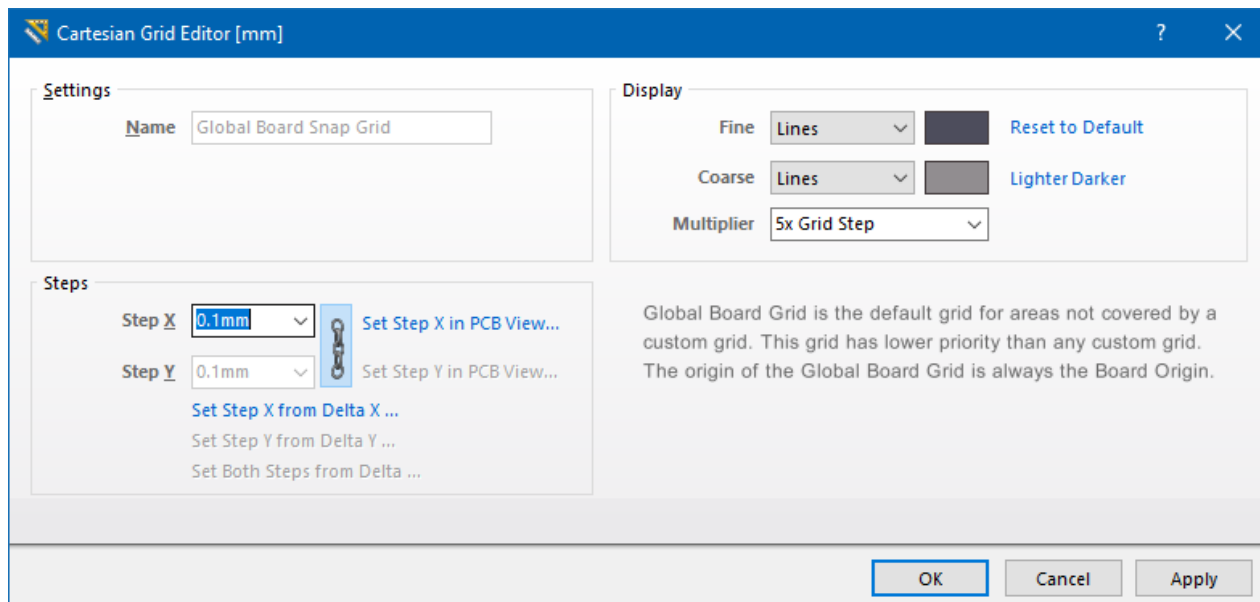 Cartesian Grid Editor [mm]
?
Settings
Name Global Board Snap Grid
Display
Fine Lines Reset to Default
Coarse Lines Lighter Darker
Multiplier 5x Grid Step
Steps
Step X 0.1mm Set Step X in PCB View...
Step Y 0.1mm Set Step Y in PCB View...
Set Step X from Delta X ...
Set Step Y from Delta Y ...
Set Both Steps from Delta ...
Global Board Grid is the default grid for areas not covered by a
custom grid. This grid has lower priority than any custom grid.
The origin of the Global Board Grid is always the Board Origin.
OK Cancel Apply